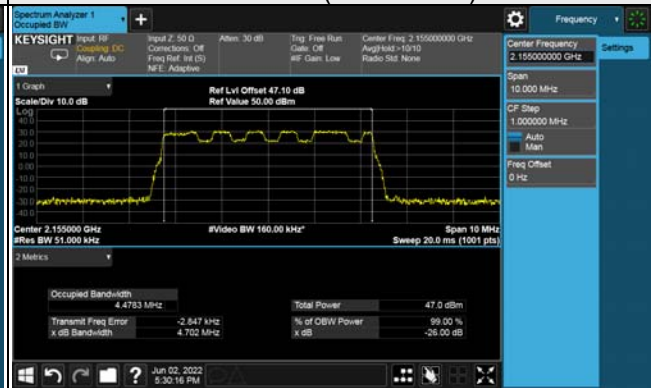 Spectrum Analyzer 1
Occupied BW
Frequency
KEYSIGHT
Input: RF
Coupling: DC
Align: Auto
Input Z: 50 Ω
Corrections: Off
Freq Ref: Int (S)
NFE: Adaptive
Atten: 30 dB
Trig: Free Run
Gate: Off
#IF Gain: Low
Center Freq: 2.155000000 GHz
Avg|Hold:>10/10
Radio Std: None
Center Frequency
2.155000000 GHz
Settings
Span
10.000 MHz
CF Step
1.000000 MHz
Auto
Man
Freq Offset
0 Hz
1 Graph
Scale/Div 10.0 dB
Ref Lvl Offset 47.10 dB
Ref Value 50.00 dBm
Log
40.0
30.0
20.0
10.0
0.00
-10.0
-20.0
-30.0
-40.0
Center 2.155000 GHz
#Res BW 51.000 kHz
#Video BW 160.00 kHz*
Span 10 MHz
Sweep 20.0 ms (1001 pts)
2 Metrics
Occupied Bandwidth
4.4783 MHz
Total Power
47.0 dBm
Transmit Freq Error
-2.847 kHz
% of OBW Power
99.00 %
x dB Bandwidth
4.702 MHz
x dB
-26.00 dB
?
Jun 02, 2022
5:30:16 PM